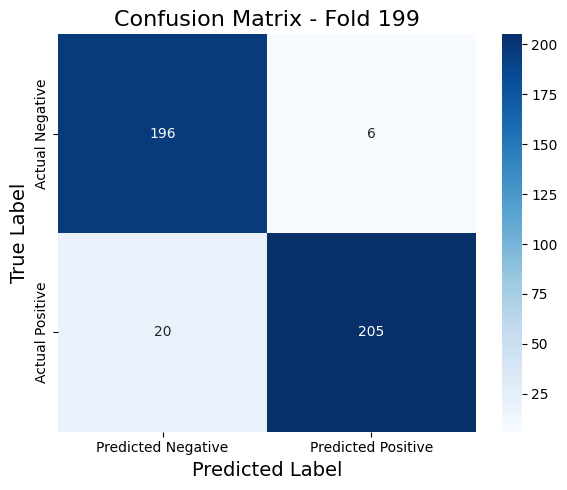 Confusion Matrix - Fold 199
True Label
Actual Negative
Actual Positive
196
6
20
205
Predicted Negative
Predicted Positive
Predicted Label
200
175
150
125
100
75
50
25